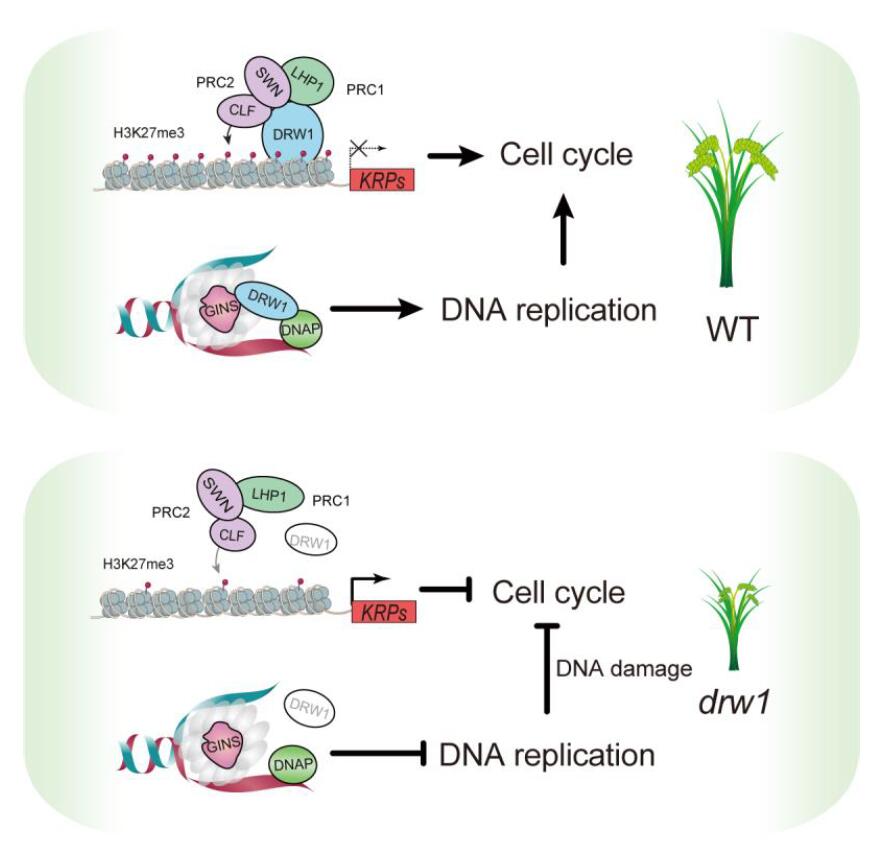 SWN
LHP1
PRC2
PRC1
CLF
H3K27me3
DRW1
KRPs
Cell cycle
GINS
DRW1
DNAP
DNA replication
WT
SWN
LHP1
PRC1
PRC2
CLF
DRW1
H3K27me3
KRPs
Cell cycle
DNA damage
drw1
DRW1
GINS
DNAP
DNA replication